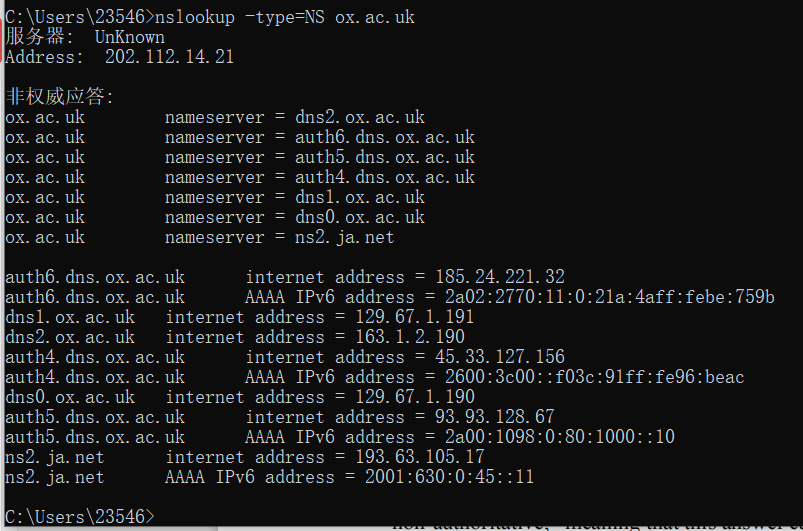 C:\Users\23546>nslookup -type=NS ox.ac.uk
服务器:  UnKnown
Address:  202.112.14.21
非权威应答:
ox.ac.uk        nameserver = dns2.ox.ac.uk
ox.ac.uk        nameserver = auth6.dns.ox.ac.uk
ox.ac.uk        nameserver = auth5.dns.ox.ac.uk
ox.ac.uk        nameserver = auth4.dns.ox.ac.uk
ox.ac.uk        nameserver = dns1.ox.ac.uk
ox.ac.uk        nameserver = dns0.ox.ac.uk
ox.ac.uk        nameserver = ns2.ja.net
auth6.dns.ox.ac.uk      internet address = 185.24.221.32
auth6.dns.ox.ac.uk      AAAA IPv6 address = 2a02:2770:11:0:21a:4aff:febe:759b
dns1.ox.ac.uk   internet address = 129.67.1.191
dns2.ox.ac.uk   internet address = 163.1.2.190
auth4.dns.ox.ac.uk      internet address = 45.33.127.156
auth4.dns.ox.ac.uk      AAAA IPv6 address = 2600:3c00::f03c:91ff:fe96:beac
dns0.ox.ac.uk   internet address = 129.67.1.190
auth5.dns.ox.ac.uk      internet address = 93.93.128.67
auth5.dns.ox.ac.uk      AAAA IPv6 address = 2a00:1098:0:80:1000::10
ns2.ja.net      internet address = 193.63.105.17
ns2.ja.net      AAAA IPv6 address = 2001:630:0:45::11
C:\Users\23546>